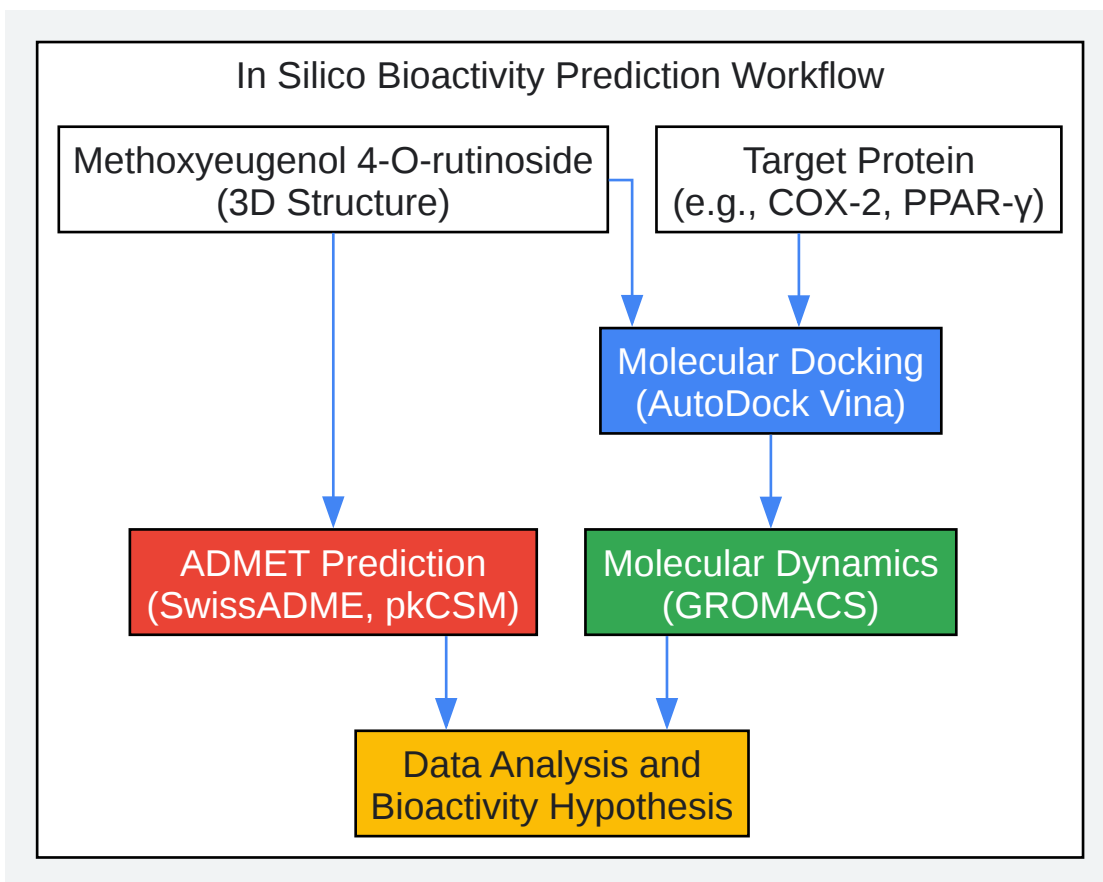 In Silico Bioactivity Prediction Workflow
Methoxyeugenol 4-O-rutinoside
(3D Structure)
Target Protein
(e.g., COX-2, PPAR-γ)
Molecular Docking
(AutoDock Vina)
ADMET Prediction
(SwissADME, pkCSM)
Molecular Dynamics
(GROMACS)
Data Analysis and
Bioactivity Hypothesis